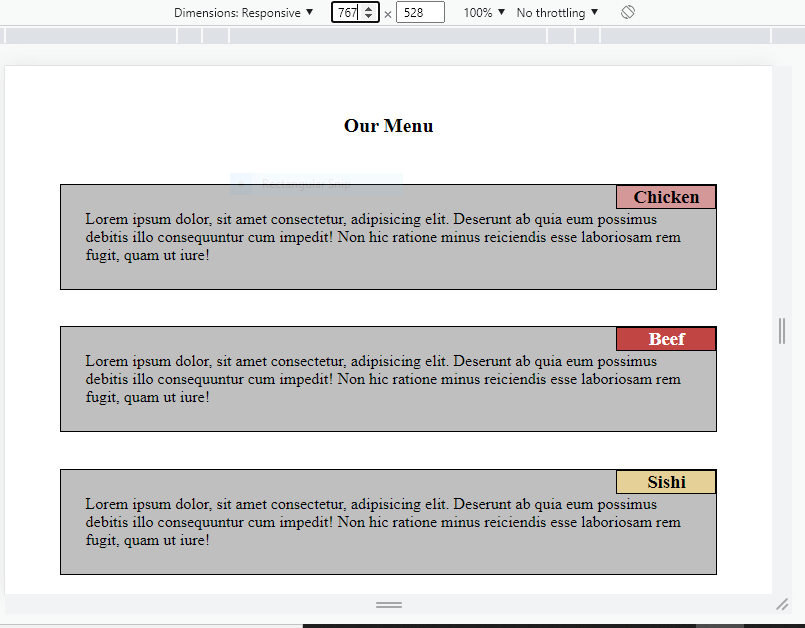 Dimensions: Responsive ▼ 767 × 528 100% ▼ No throttling ▼
Our Menu
Rectangular Snip
Chicken
Lorem ipsum dolor, sit amet consectetur, adipisicing elit. Deserunt ab quia eum possimus
debitis illo consequuntur cum impedit! Non hic ratione minus reiciendis esse laboriosam rem
fugit, quam ut iure!
Beef
Lorem ipsum dolor, sit amet consectetur, adipisicing elit. Deserunt ab quia eum possimus
debitis illo consequuntur cum impedit! Non hic ratione minus reiciendis esse laboriosam rem
fugit, quam ut iure!
Sishi
Lorem ipsum dolor, sit amet consectetur, adipisicing elit. Deserunt ab quia eum possimus
debitis illo consequuntur cum impedit! Non hic ratione minus reiciendis esse laboriosam rem
fugit, quam ut iure!